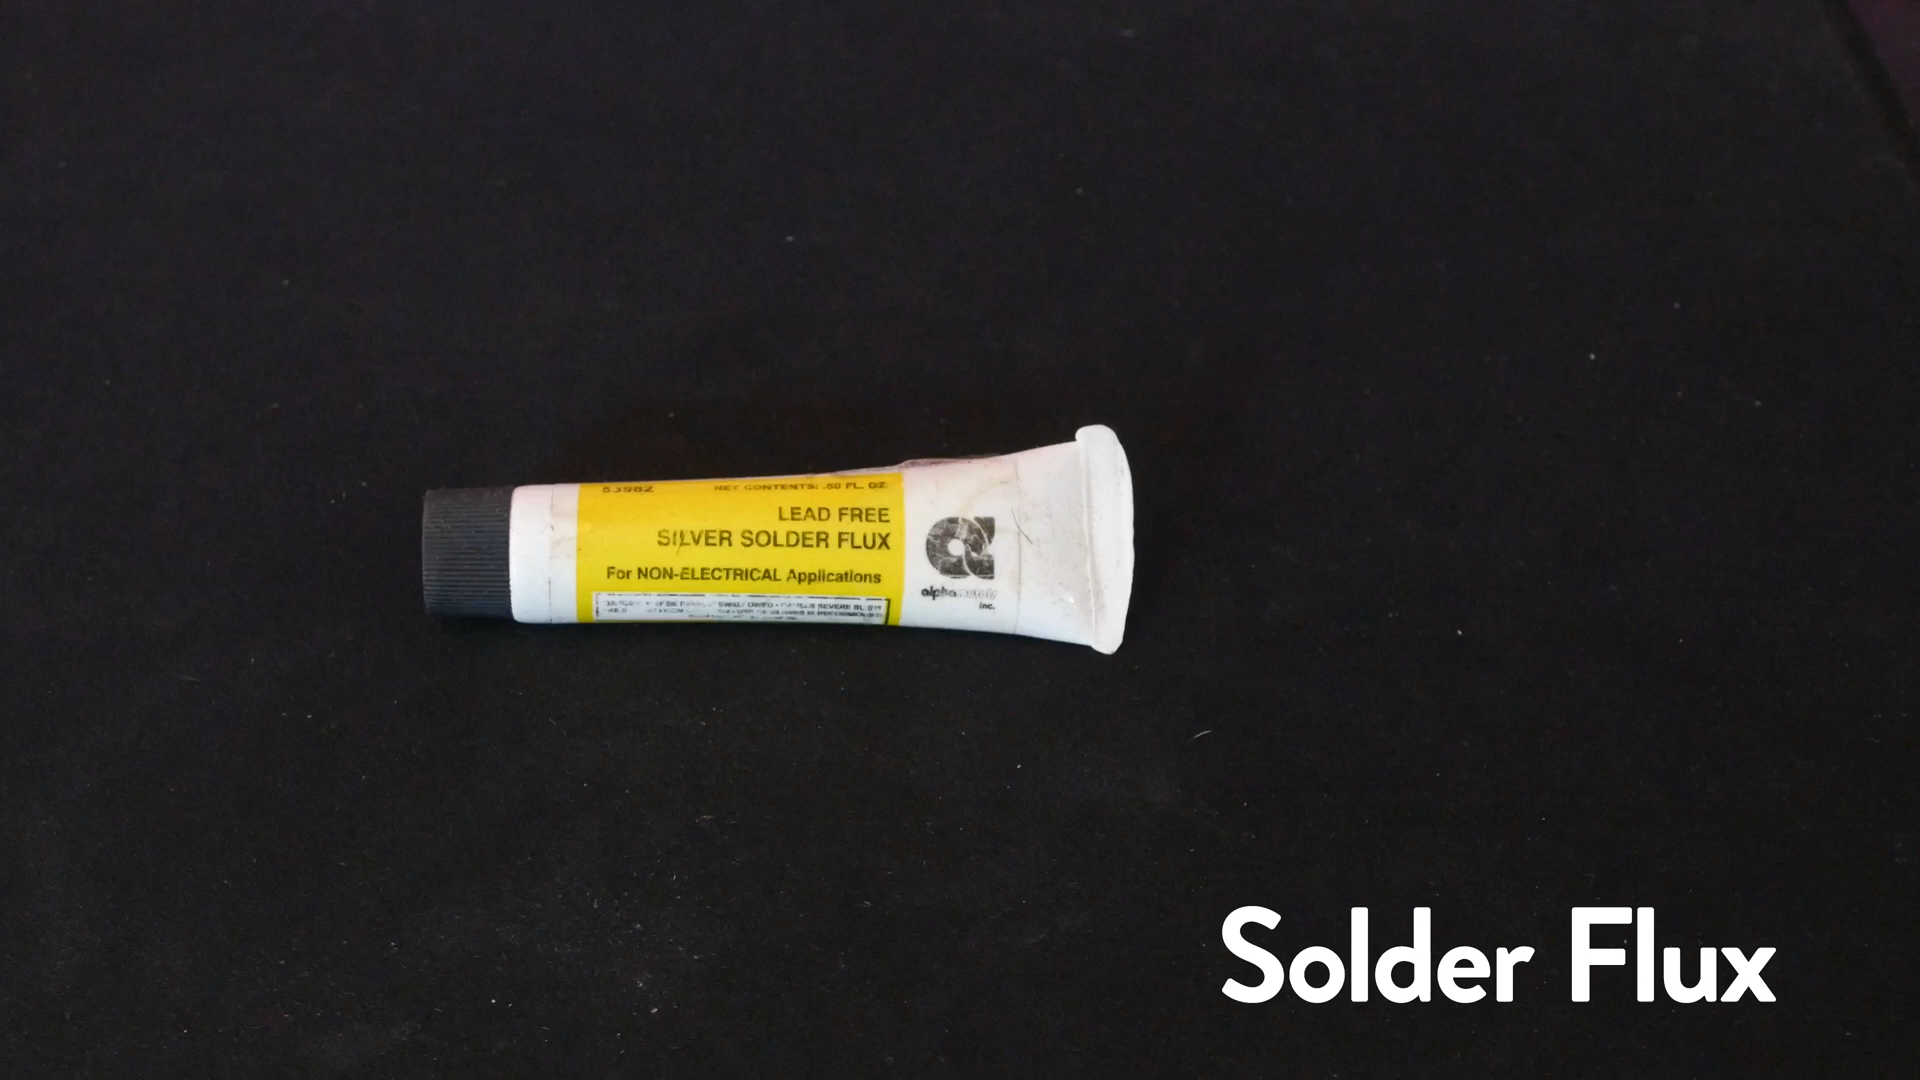 53982 NET CONTENTS: .50 FL. OZ.
LEAD FREE
SILVER SOLDER FLUX
For NON-ELECTRICAL Applications
alpha metals
inc.
Solder Flux